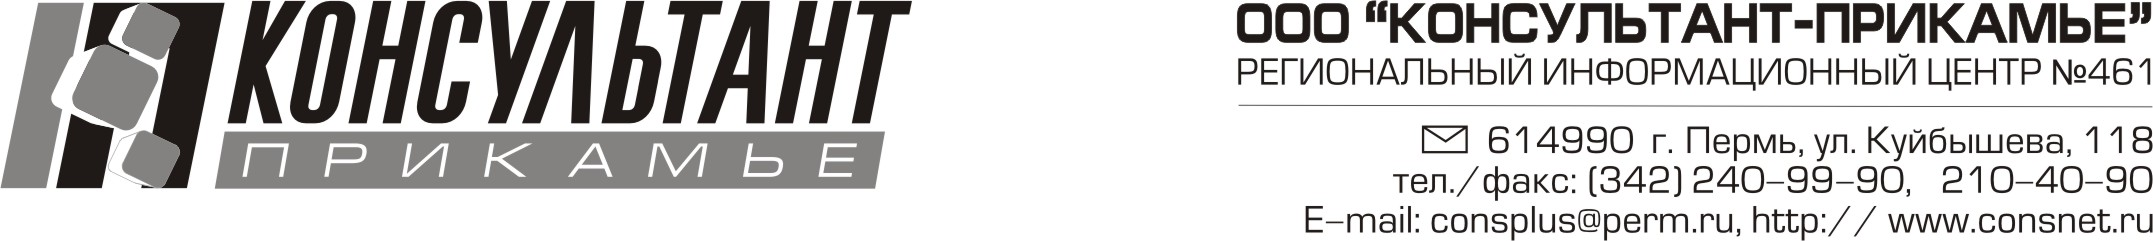 КОНСУЛЬТАНТ
ПРИКАМЬЕ
ООО “КОНСУЛЬТАНТ-ПРИКАМЬЕ”
РЕГИОНАЛЬНЫЙ ИНФОРМАЦИОННЫЙ ЦЕНТР №461
614990 г. Пермь, ул. Куйбышева, 118
тел./факс: (342) 240-99-90, 210-40-90
E-mail: consplus@perm.ru, http:// www.consnet.ru